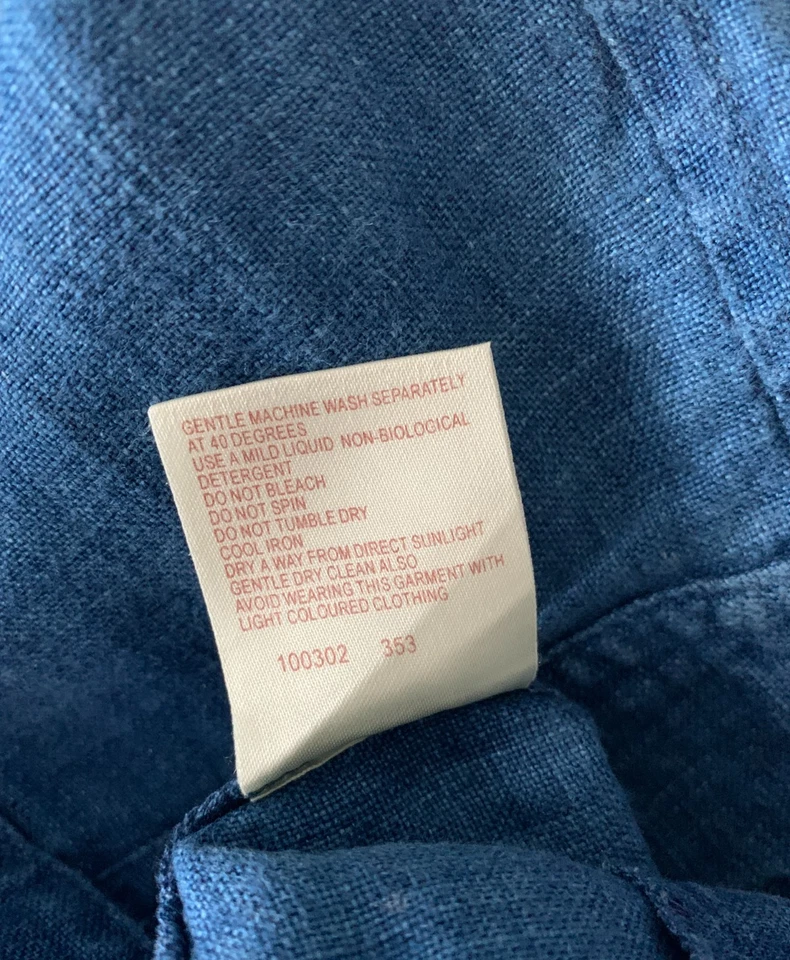 GENTLE MACHINE WASH SEPARATELY
AT 40 DEGREES
USE A MILD LIQUID NON-BIOLOGICAL
DETERGENT
DO NOT BLEACH
DO NOT SPIN
DO NOT TUMBLE DRY
COOL IRON
DRY A WAY FROM DIRECT SUNLIGHT
GENTLE DRY CLEAN ALSO
AVOID WEARING THIS GARMENT WITH
LIGHT COLOURED CLOTHING
100302 353